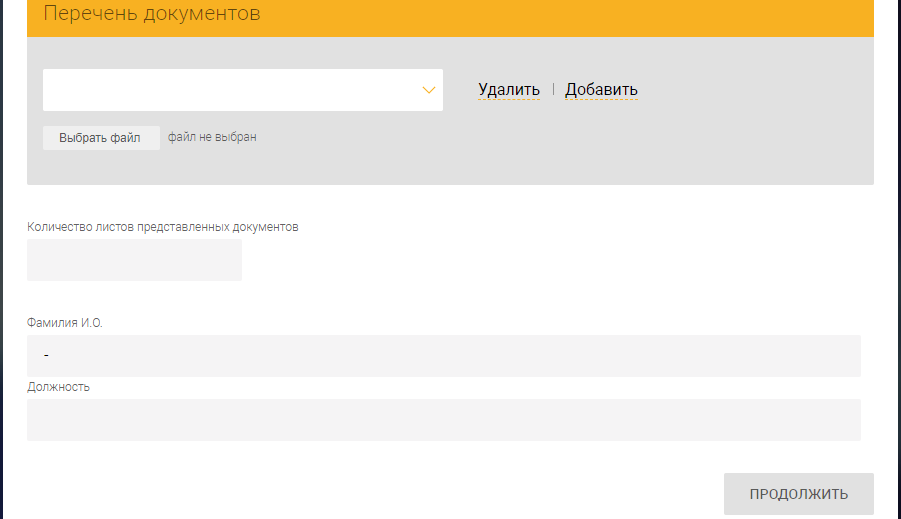 Перечень документов
Удалить | Добавить
Выбрать файл файл не выбран
Количество листов представленных документов
Фамилия И.О.
-
Должность
ПРОДОЛЖИТЬ